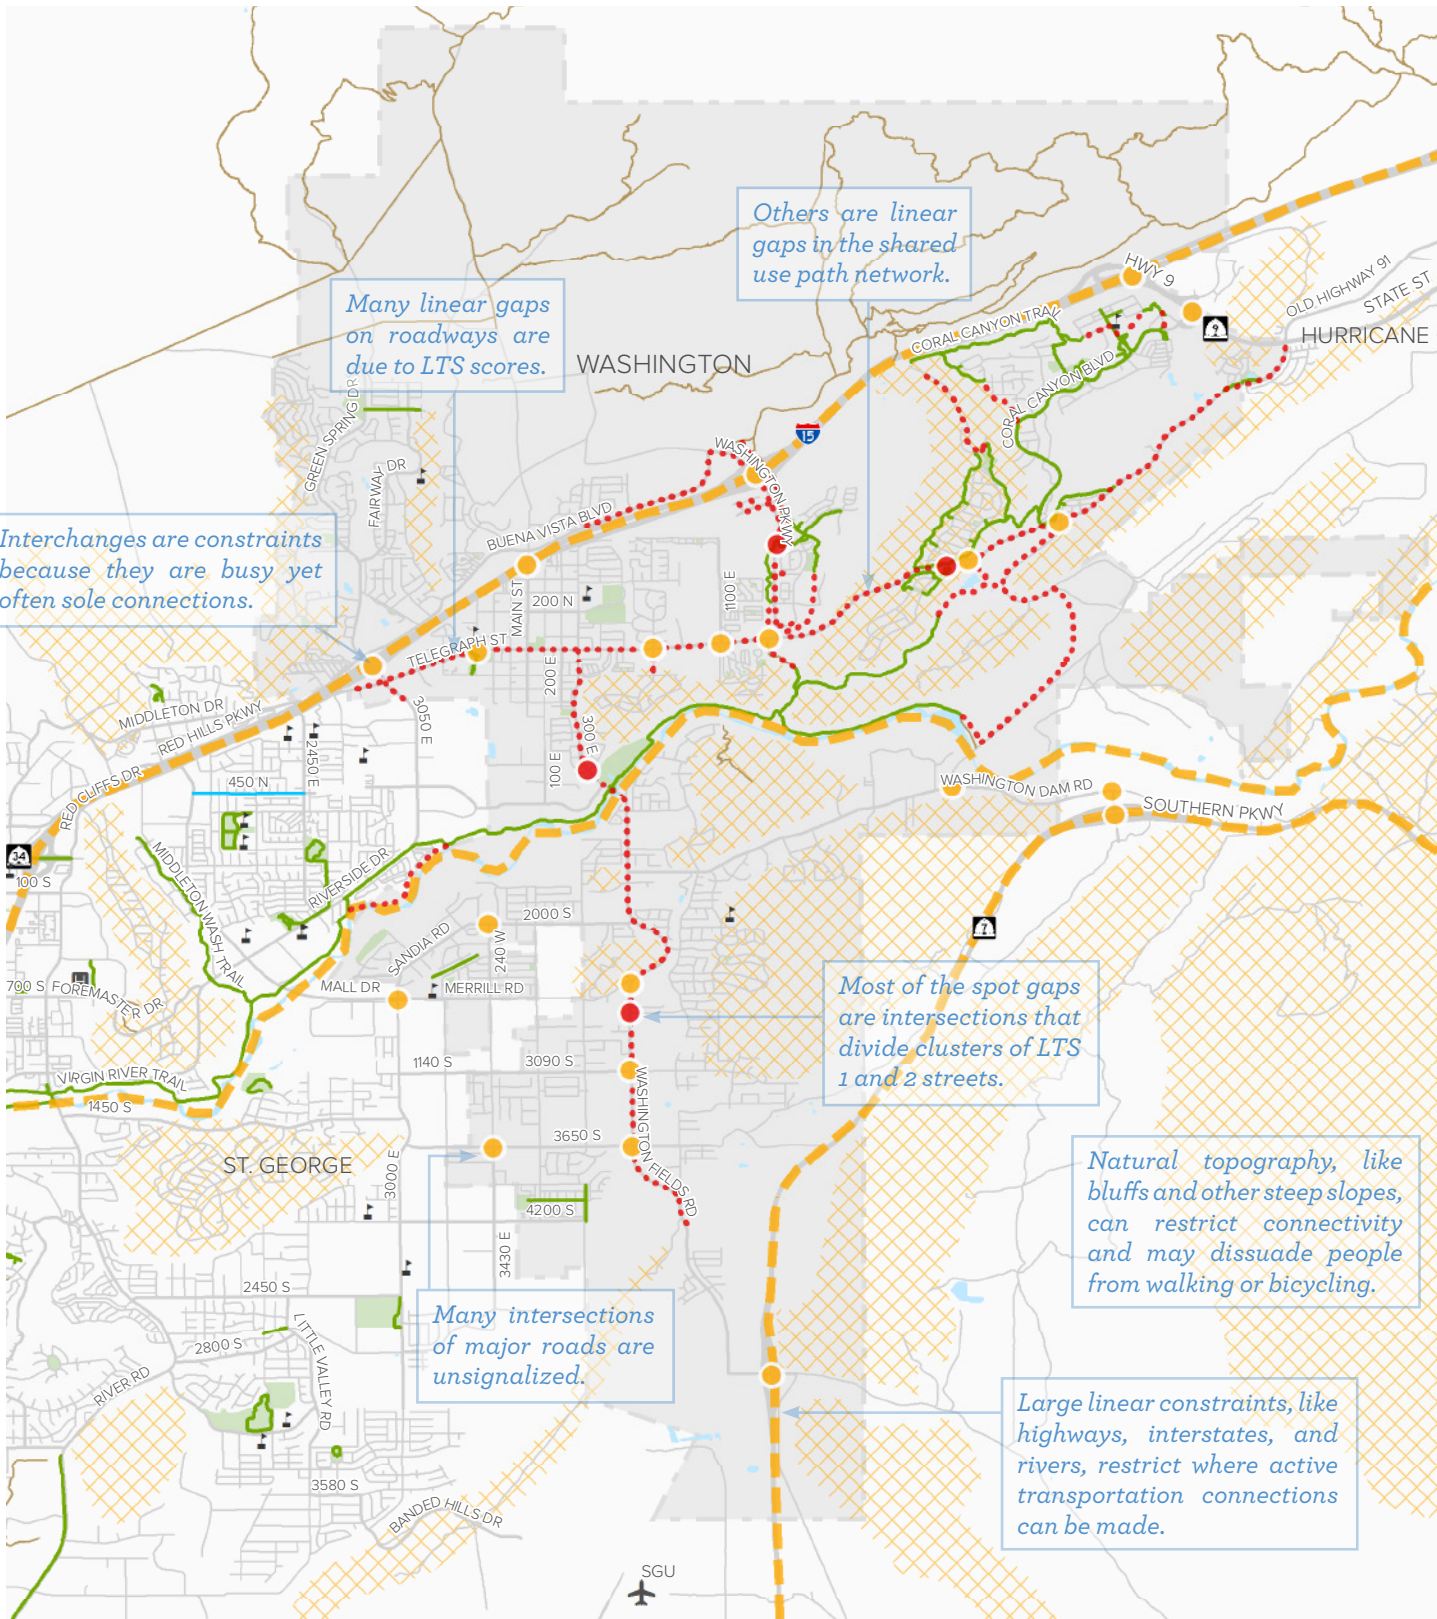 Others are linear
gaps in the shared
use path network.
HWY 9
OLD HIGHWAY 91
STATE ST
9
HURRICANE
Many linear gaps
on roadways are
due to LTS scores.
WASHINGTON
CORAL CANYON TRAIL
CORAL CANYON BLVD
GREEN SPRING DR
FAIRWAY DR
15
WASHINGTON PKWY
BUENA VISTA BLVD
Interchanges are constraints
because they are busy yet
often sole connections.
MAIN ST
200 N
1100 E
TELEGRAPH ST
200 E
3050 E
300 E
100 E
MIDDLETON DR
RED HILLS PKWY
2450 E
RED CLIFFS DR
450 N
WASHINGTON DAM RD
SOUTHERN PKWY
34
100 S
MIDDLETON WASH TRAIL
RIVERSIDE DR
2000 S
SANDIA RD
240 W
7
700 S
FOREMASTER DR
H
MALL DR
MERRILL RD
Most of the spot gaps
are intersections that
divide clusters of LTS
1 and 2 streets.
1140 S
3090 S
VIRGIN RIVER TRAIL
1450 S
WASHINGTON FIELDS RD
3650 S
ST. GEORGE
3000 E
Natural topography, like
bluffs and other steep slopes,
can restrict connectivity
and may dissuade people
from walking or bicycling.
4200 S
3430 E
2450 S
Many intersections
of major roads are
unsignalized.
LITTLE VALLEY RD
2800 S
RIVER RD
Large linear constraints, like
highways, interstates, and
rivers, restrict where active
transportation connections
can be made.
3580 S
BANDED HILLS DR
SGU